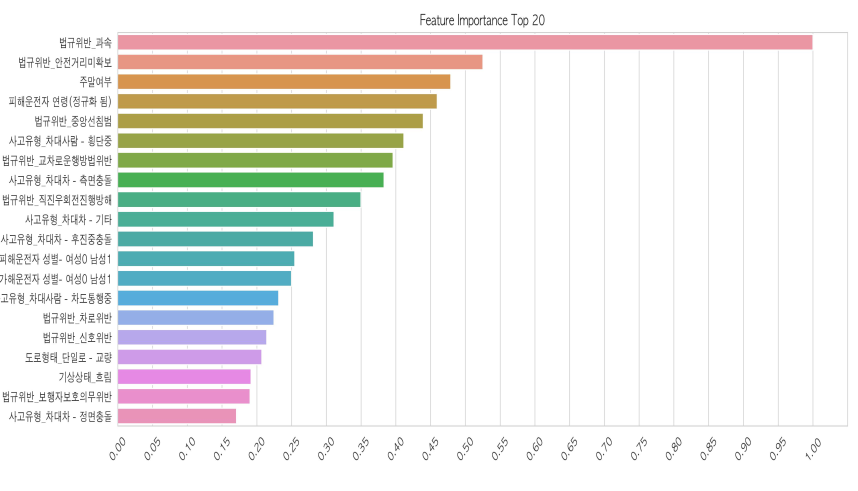 Feature Importance Top 20
법규위반_과속
법규위반_안전거리미확보
주말여부
피해운전자 연령(정규화 됨)
법규위반_중앙선침범
사고유형_차대사람 - 횡단중
법규위반_교차로운행방법위반
사고유형_차대차 - 측면충돌
법규위반_직진우회전진행방해
사고유형_차대차 - 기타
사고유형_차대차 - 후진중충돌
피해운전자 성별- 여성0 남성1
가해운전자 성별- 여성0 남성1
고유형_차대사람 - 차도통행중
법규위반_차로위반
법규위반_신호위반
도로형태_단일로 - 교량
기상상태_흐림
법규위반_보행자보호의무위반
사고유형_차대차 - 정면충돌
0.00 0.05 0.10 0.15 0.20 0.25 0.30 0.35 0.40 0.45 0.50 0.55 0.60 0.65 0.70 0.75 0.80 0.85 0.90 0.95 1.00